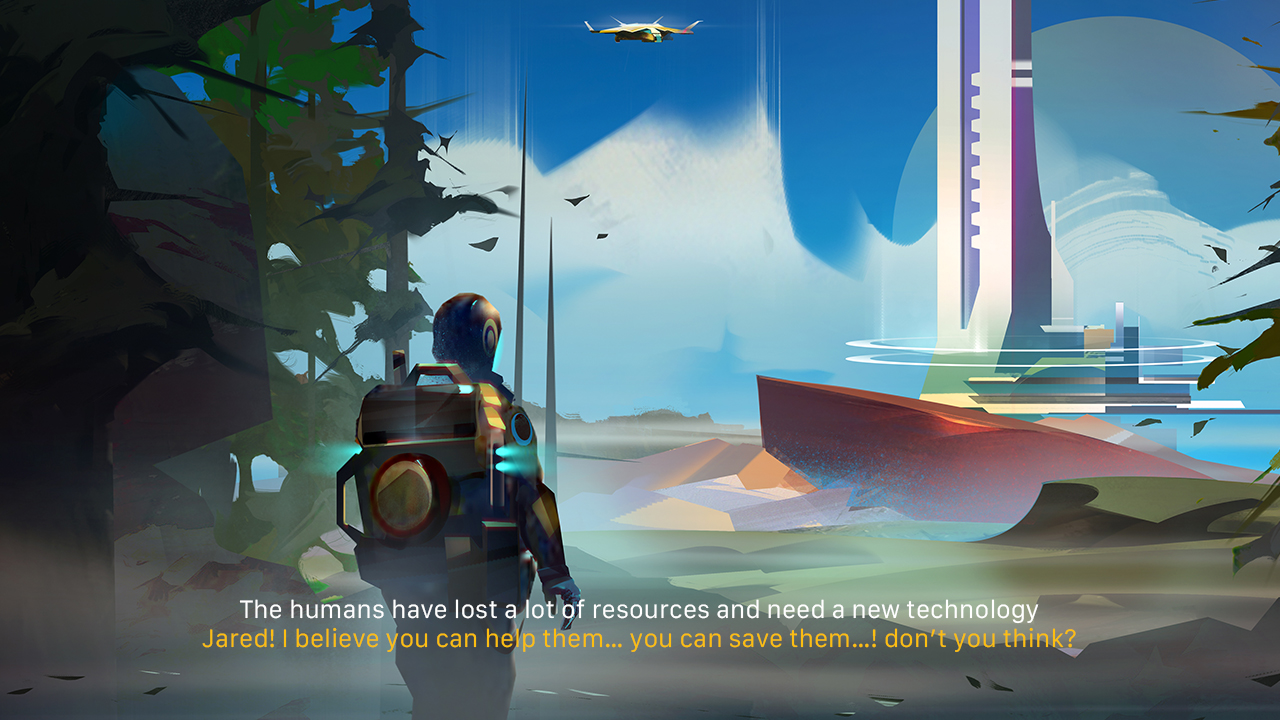 The humans have lost a lot of resources and need a new technology
Jared! I believe you can help them... you can save them...! don't you think?